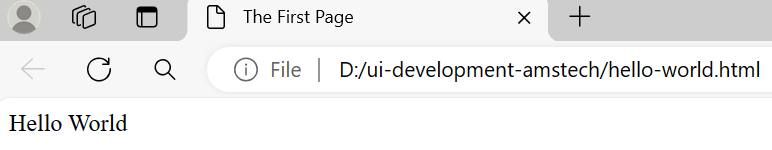 The First Page
File | D:/ui-development-amstech/hello-world.html
Hello World